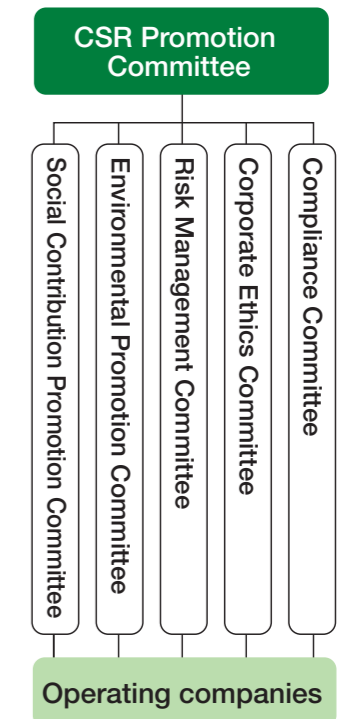 CSR Promotion
Committee
Social Contribution Promotion Committee
Environmental Promotion Committee
Risk Management Committee
Corporate Ethics Committee
Compliance Committee
Operating companies